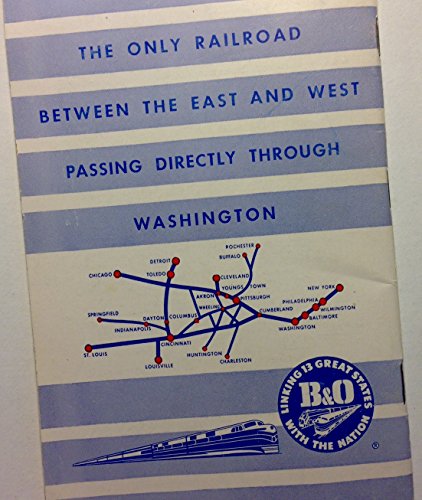 THE ONLY RAILROAD
BETWEEN THE EAST AND WEST
PASSING DIRECTLY THROUGH
WASHINGTON
ROCHESTER
BUFFALO
DETROIT
TOLEDO
CHICAGO
CLEVELAND
YOUNGSTOWN
AKRON
PITTSBURGH
NEW YORK
PHILADELPHIA
WILMINGTON
BALTIMORE
WASHINGTON
CUMBERLAND
WHEELING
SPRINGFIELD
DAYTON
COLUMBUS
INDIANAPOLIS
CINCINNATI
ST. LOUIS
LOUISVILLE
HUNTINGTON
CHARLESTON
LINKING 13 GREAT STATES
B&O
WITH THE NATION
®